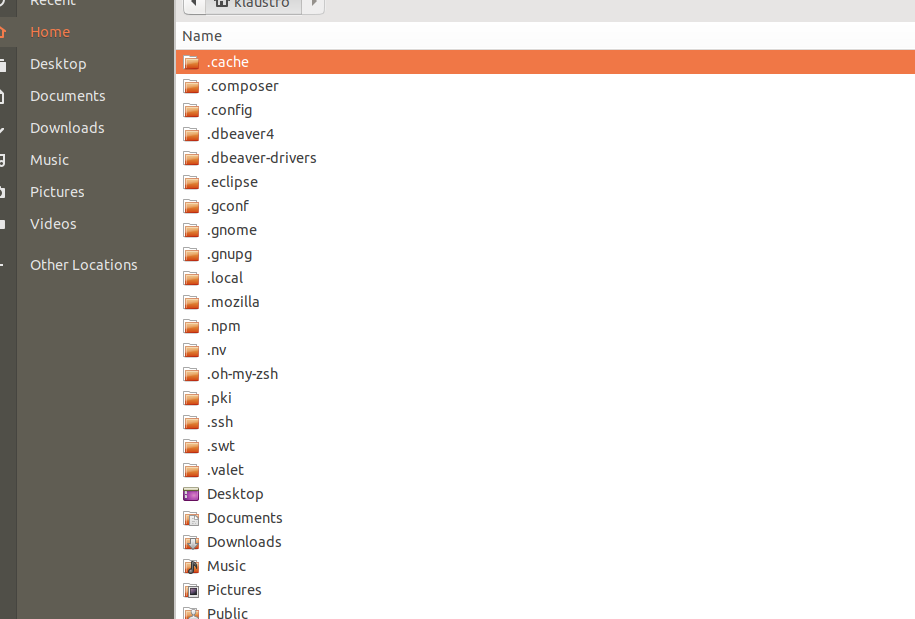 Recent
Home
Desktop
Documents
Downloads
Music
Pictures
Videos
Other Locations
klaustro
Name
.cache
.composer
.config
.dbeaver4
.dbeaver-drivers
.eclipse
.gconf
.gnome
.gnupg
.local
.mozilla
.npm
.nv
.oh-my-zsh
.pki
.ssh
.swt
.valet
Desktop
Documents
Downloads
Music
Pictures
Public